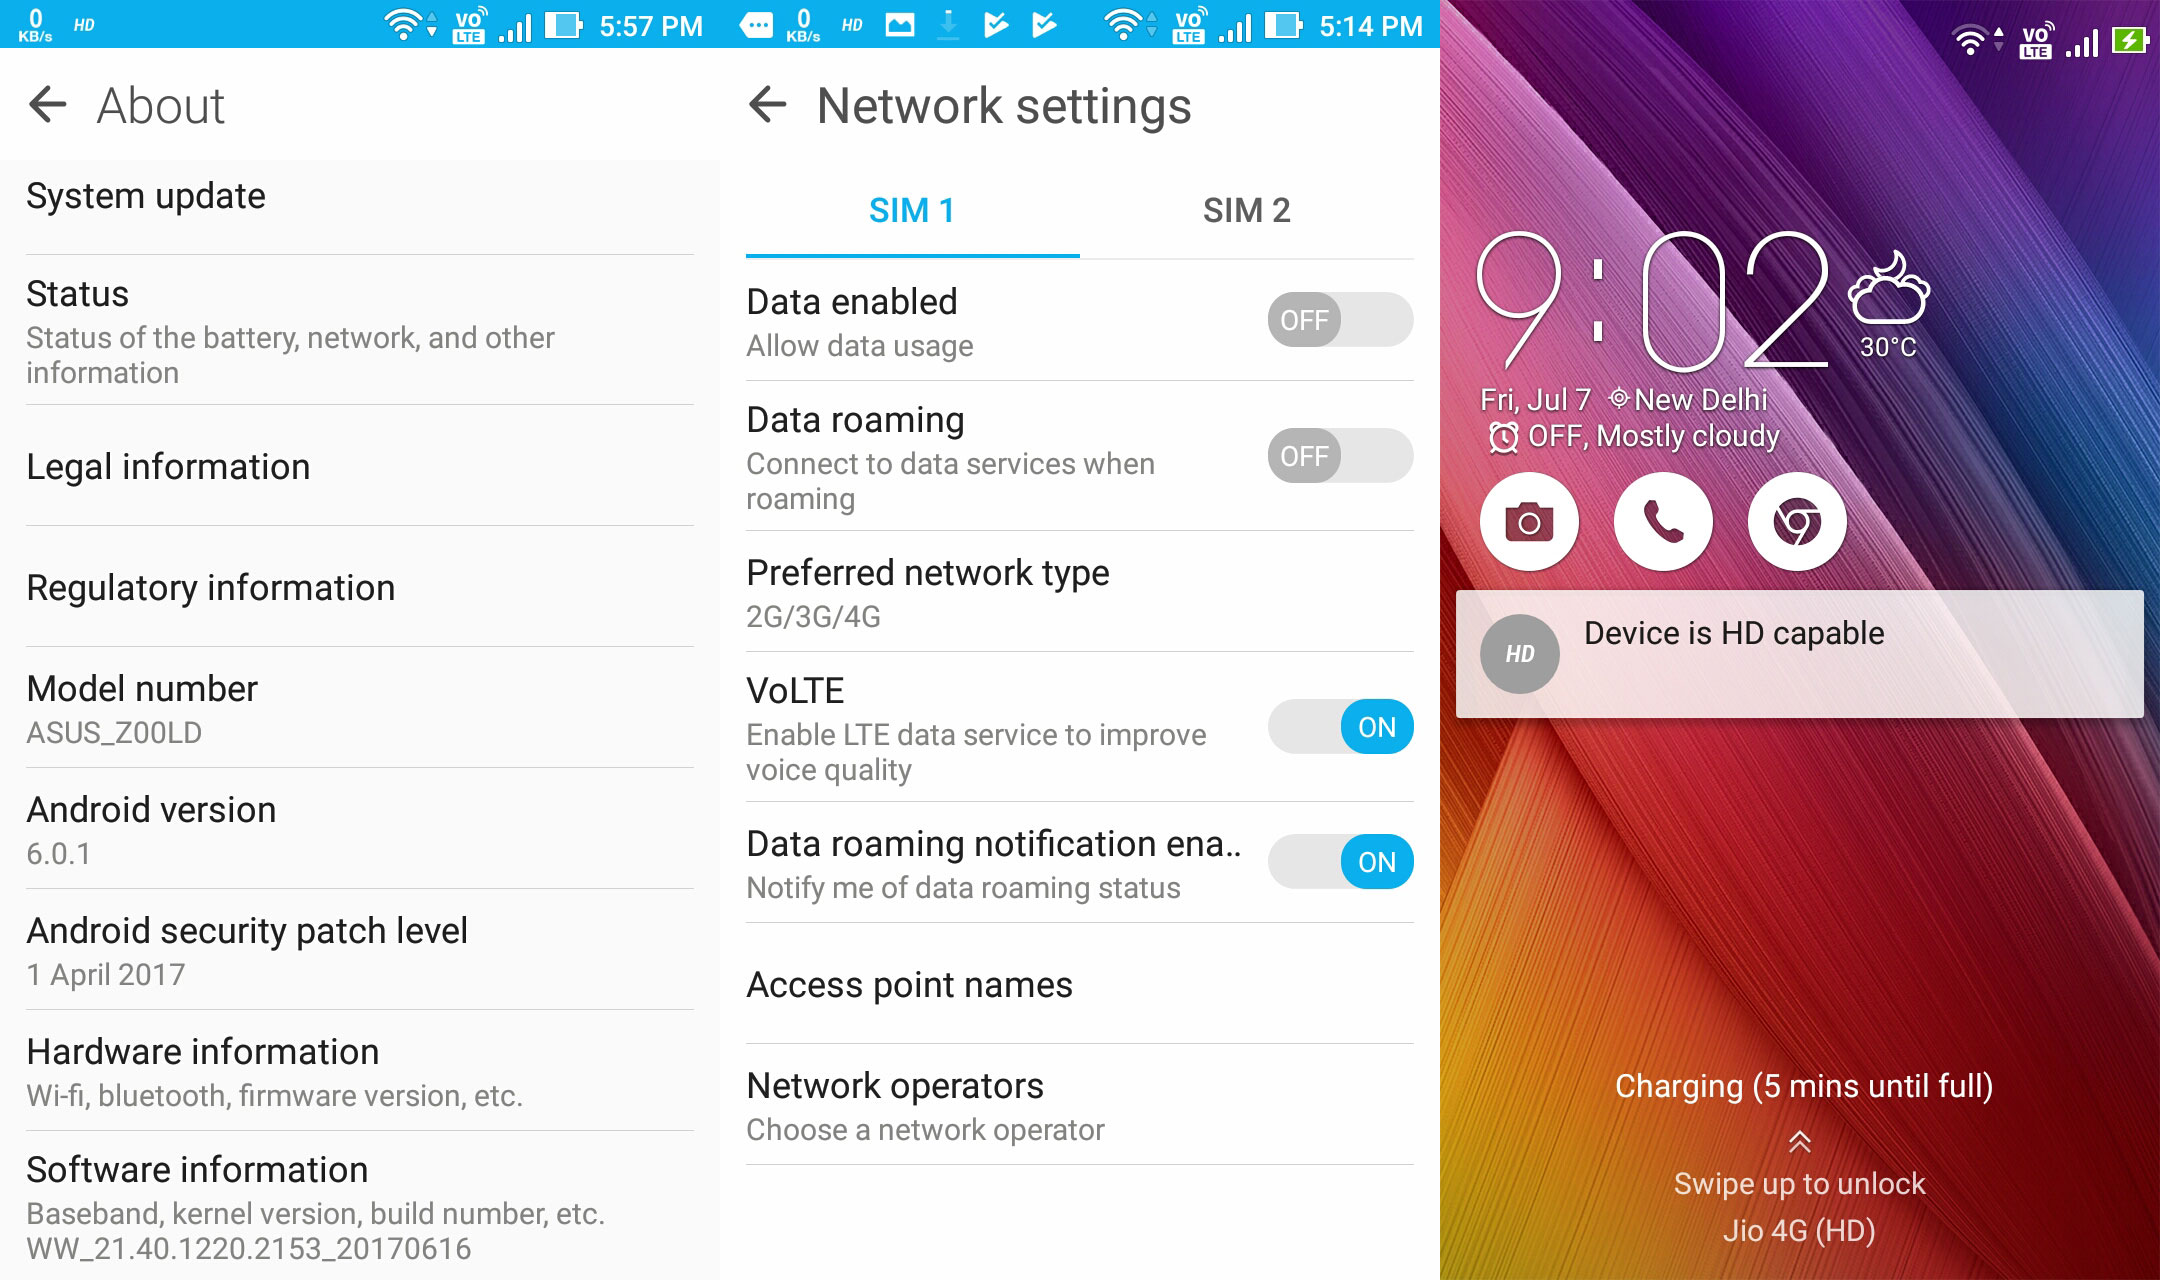 0
KB/s
HD
VO
LTE
5:57 PM
About
System update
Status
Status of the battery, network, and other
information
Legal information
Regulatory information
Model number
ASUS_Z00LD
Android version
6.0.1
Android security patch level
1 April 2017
Hardware information
Wi-fi, bluetooth, firmware version, etc.
Software information
Baseband, kernel version, build number, etc.
WW_21.40.1220.2153_20170616
0
KB/s
HD
VO
LTE
5:14 PM
Network settings
SIM 1
SIM 2
Data enabled
OFF
Allow data usage
Data roaming
OFF
Connect to data services when
roaming
Preferred network type
2G/3G/4G
VoLTE
ON
Enable LTE data service to improve
voice quality
Data roaming notification ena..
ON
Notify me of data roaming status
Access point names
Network operators
Choose a network operator
VO
LTE
9:02
30°C
Fri, Jul 7 New Delhi
OFF, Mostly cloudy
HD
Device is HD capable
Charging (5 mins until full)
Swipe up to unlock
Jio 4G (HD)